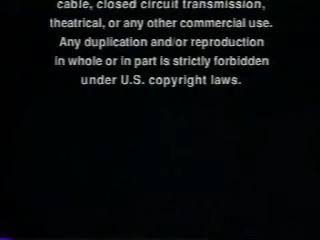 cable, closed circuit transmission,
theatrical, or any other commercial use.
Any duplication and/or reproduction
in whole or in part is strictly forbidden
under U.S. copyright laws.